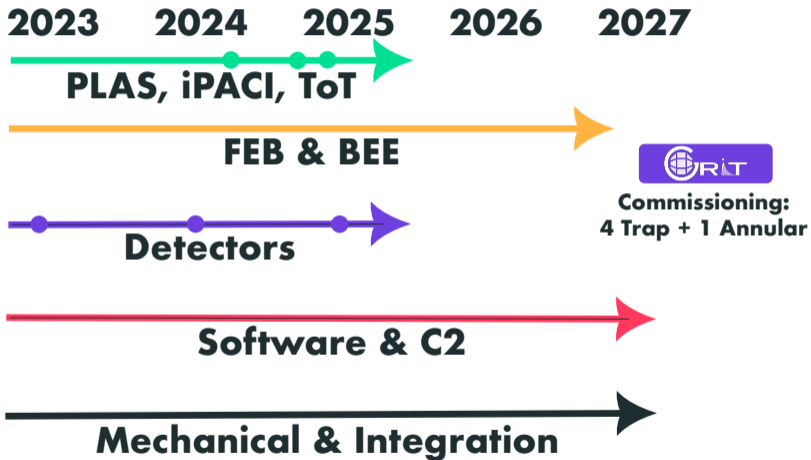 2023 2024 2025 2026 2027
PLAS, iPACI, ToT
FEB & BEE
GRIT
Commissioning:
4 Trap + 1 Annular
Detectors
Software & C2
Mechanical & Integration